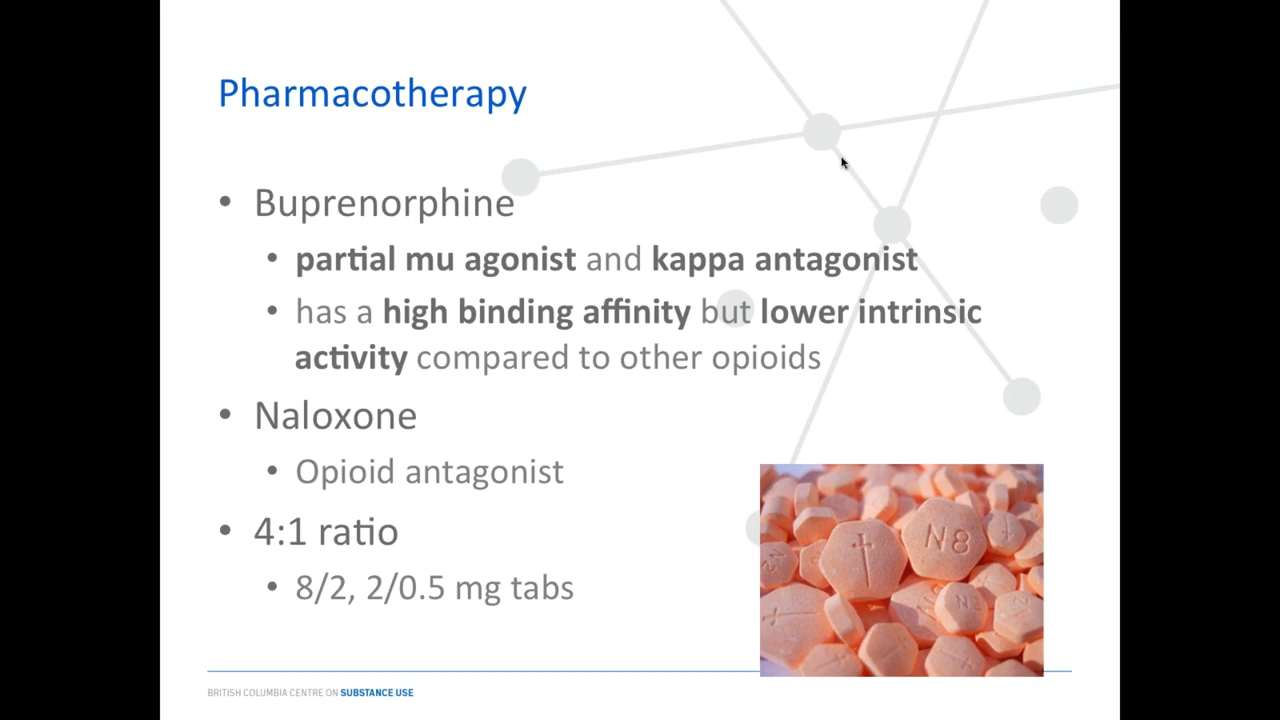 Pharmacotherapy
• Buprenorphine
• partial mu agonist and kappa antagonist
• has a high binding affinity but lower intrinsic
activity compared to other opioids
• Naloxone
• Opioid antagonist
• 4:1 ratio
• 8/2, 2/0.5 mg tabs
N8
N2
BRITISH COLUMBIA CENTRE ON SUBSTANCE USE